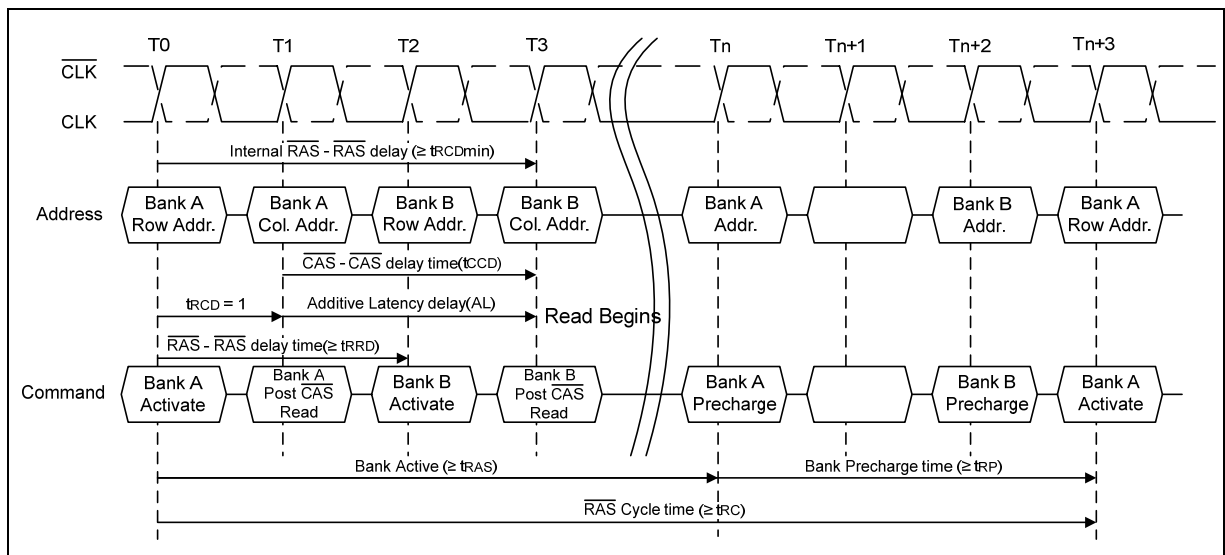 T0 T1 T2 T3 Tn Tn+1 Tn+2 Tn+3
CLK
CLK
Internal RAS - RAS delay (≥ tRCDmin)
Address
Bank A Row Addr.
Bank A Col. Addr.
Bank B Row Addr.
Bank B Col. Addr.
Bank A Addr.
Bank B Addr.
Bank A Row Addr.
CAS - CAS delay time(tCCD)
tRCD = 1
Additive Latency delay(AL)
Read Begins
RAS - RAS delay time(≥ tRRD)
Command
Bank A Activate
Bank A Post CAS Read
Bank B Activate
Bank B Post CAS Read
Bank A Precharge
Bank B Precharge
Bank A Activate
Bank Active (≥ tRAS)
Bank Precharge time (≥ tRP)
RAS Cycle time (≥ tRC)